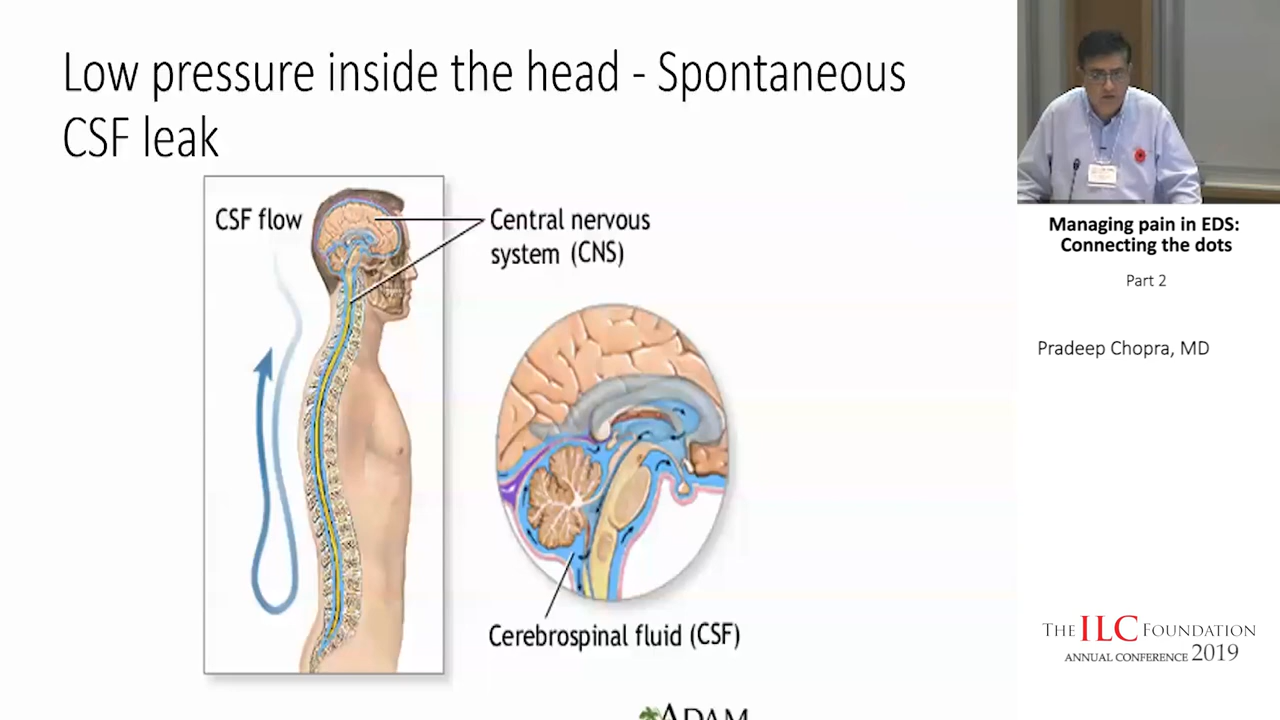 Low pressure inside the head - Spontaneous
CSF leak
CSF flow
Central nervous
system (CNS)
Cerebrospinal fluid (CSF)
ADAM
Managing pain in EDS:
Connecting the dots
Part 2
Pradeep Chopra, MD
THE ILC FOUNDATION
ANNUAL CONFERENCE 2019